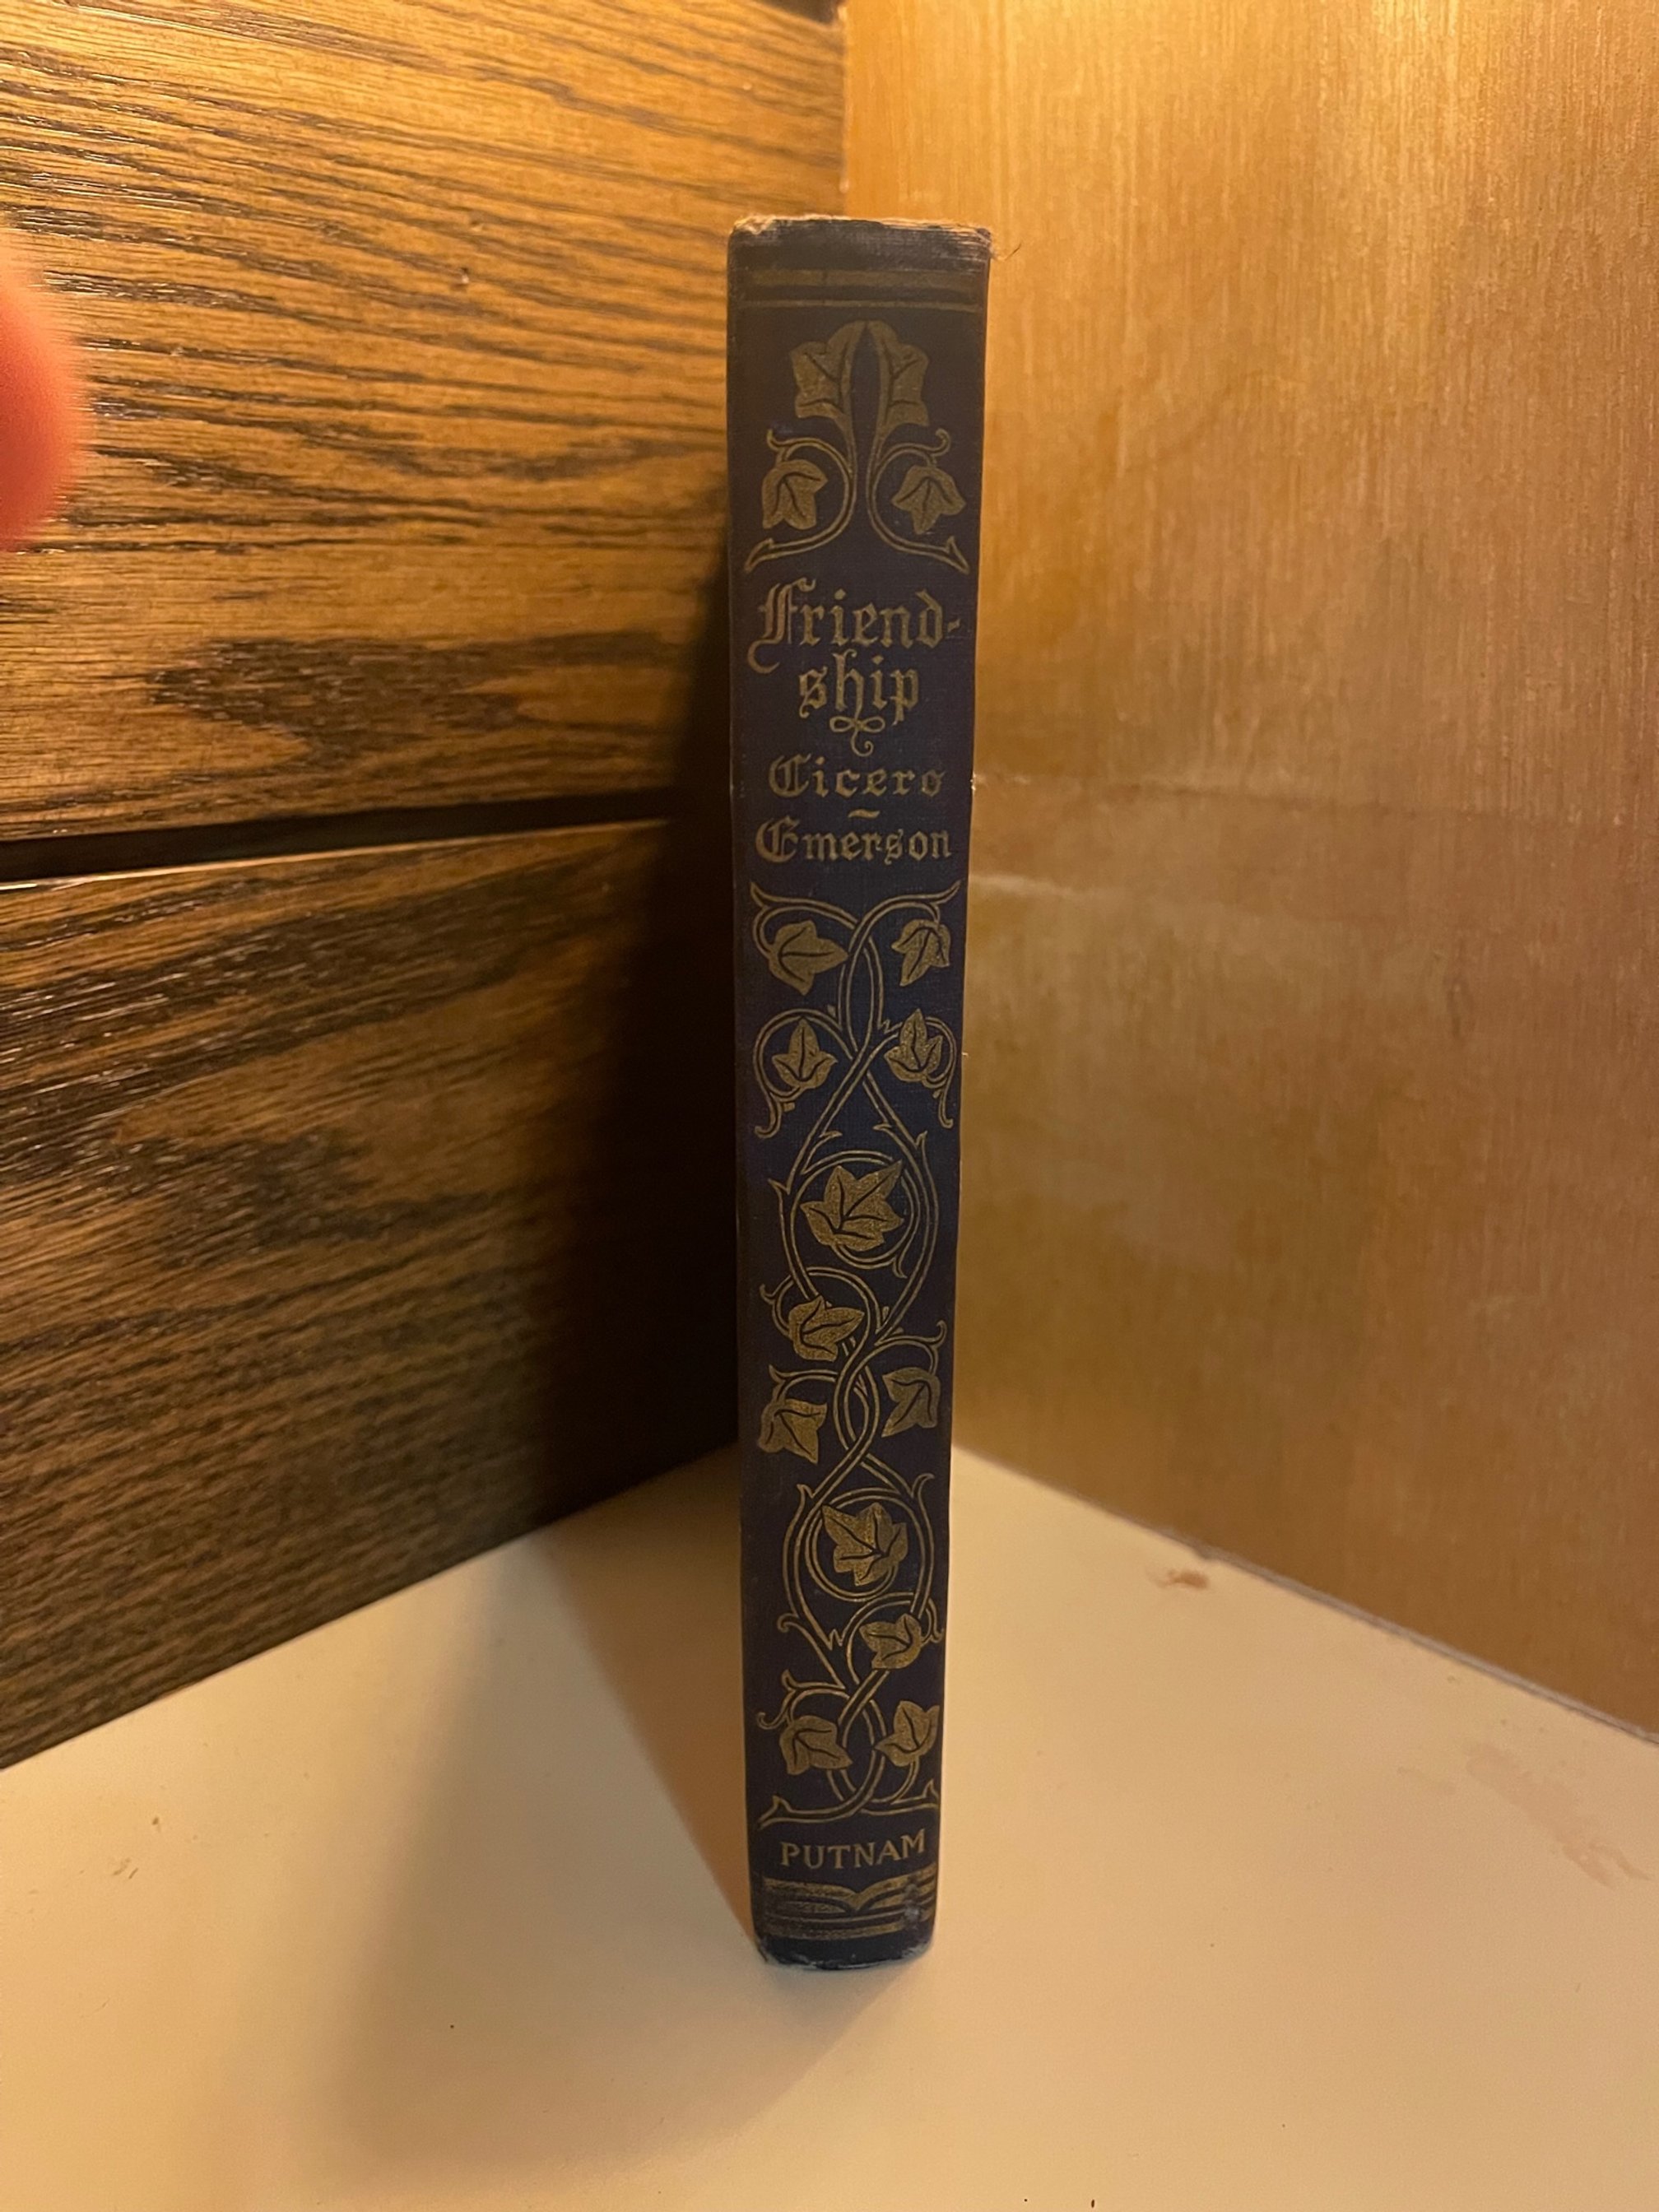 Friend-
ship
Cicero
Emerson
PUTNAM